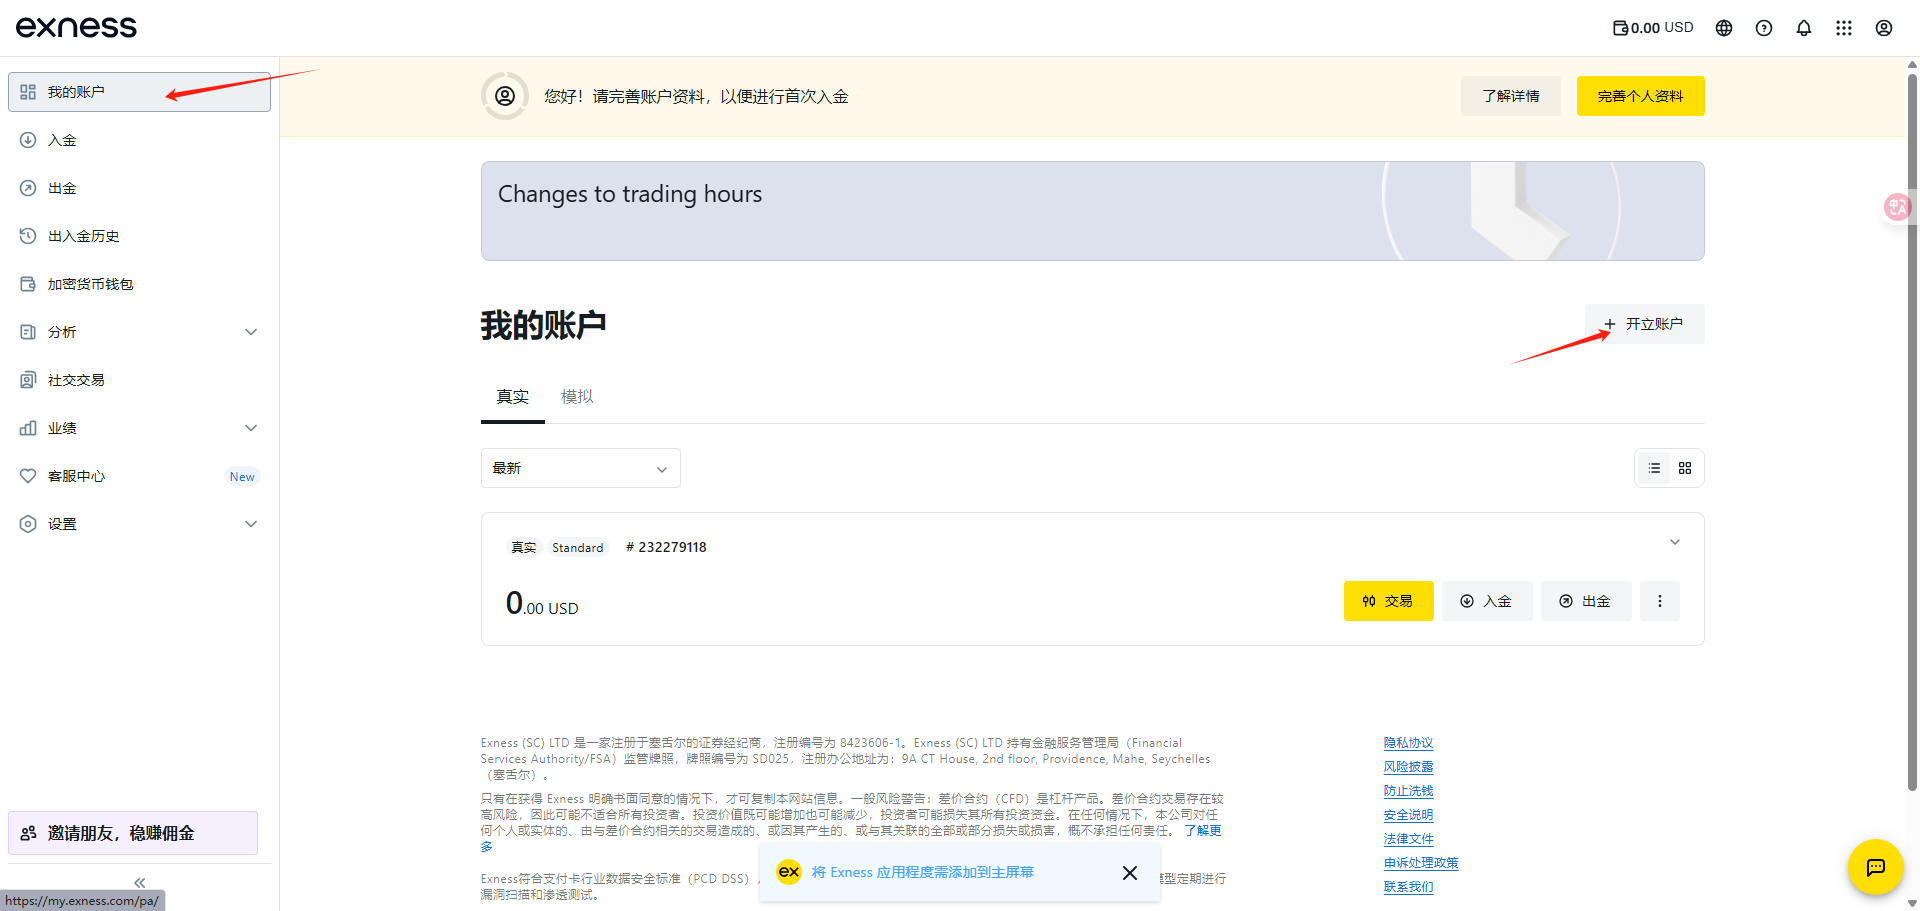 exness
0.00 USD
我的账户
入金
出金
出入金历史
加密货币钱包
分析
社交交易
业绩
客服中心
New
设置
邀请朋友，稳赚佣金
https://my.exness.com/pa/
您好！请完善账户资料，以便进行首次入金
了解详情
完善个人资料
Changes to trading hours
我的账户
开立账户
真实
模拟
最新
真实 Standard # 232279118
0.00 USD
交易
入金
出金
Exness (SC) LTD 是一家注册于塞舌尔的证券经纪商，注册编号为 8423606-1。Exness (SC) LTD 持有金融服务管理局（Financial
Services Authority/FSA）监管牌照，牌照编号为 SD025，注册办公地址为：9A CT House, 2nd floor, Providence, Mahe, Seychelles
（塞舌尔）。
只有在获得 Exness 明确书面同意的情况下，才可复制本网站信息。一般风险警告：差价合约（CFD）是杠杆产品。差价合约交易存在较
高风险，因此可能不适合所有投资者。投资价值既可能增加也可能减少，投资者可能损失其所有投资资金。在任何情况下，本公司对任
何个人或实体的、由与差价合约相关的交易造成的、或因其产生的、或与其关联的全部或部分损失或损害，概不承担任何责任。 了解更
多
Exness符合支付卡行业数据安全标准（PCD DSS），
模型定期进行
漏洞扫描和渗透测试。
隐私协议
风险披露
防止洗钱
安全说明
法律文件
申诉处理政策
联系我们
ex 将 Exness 应用程度需添加到主屏幕